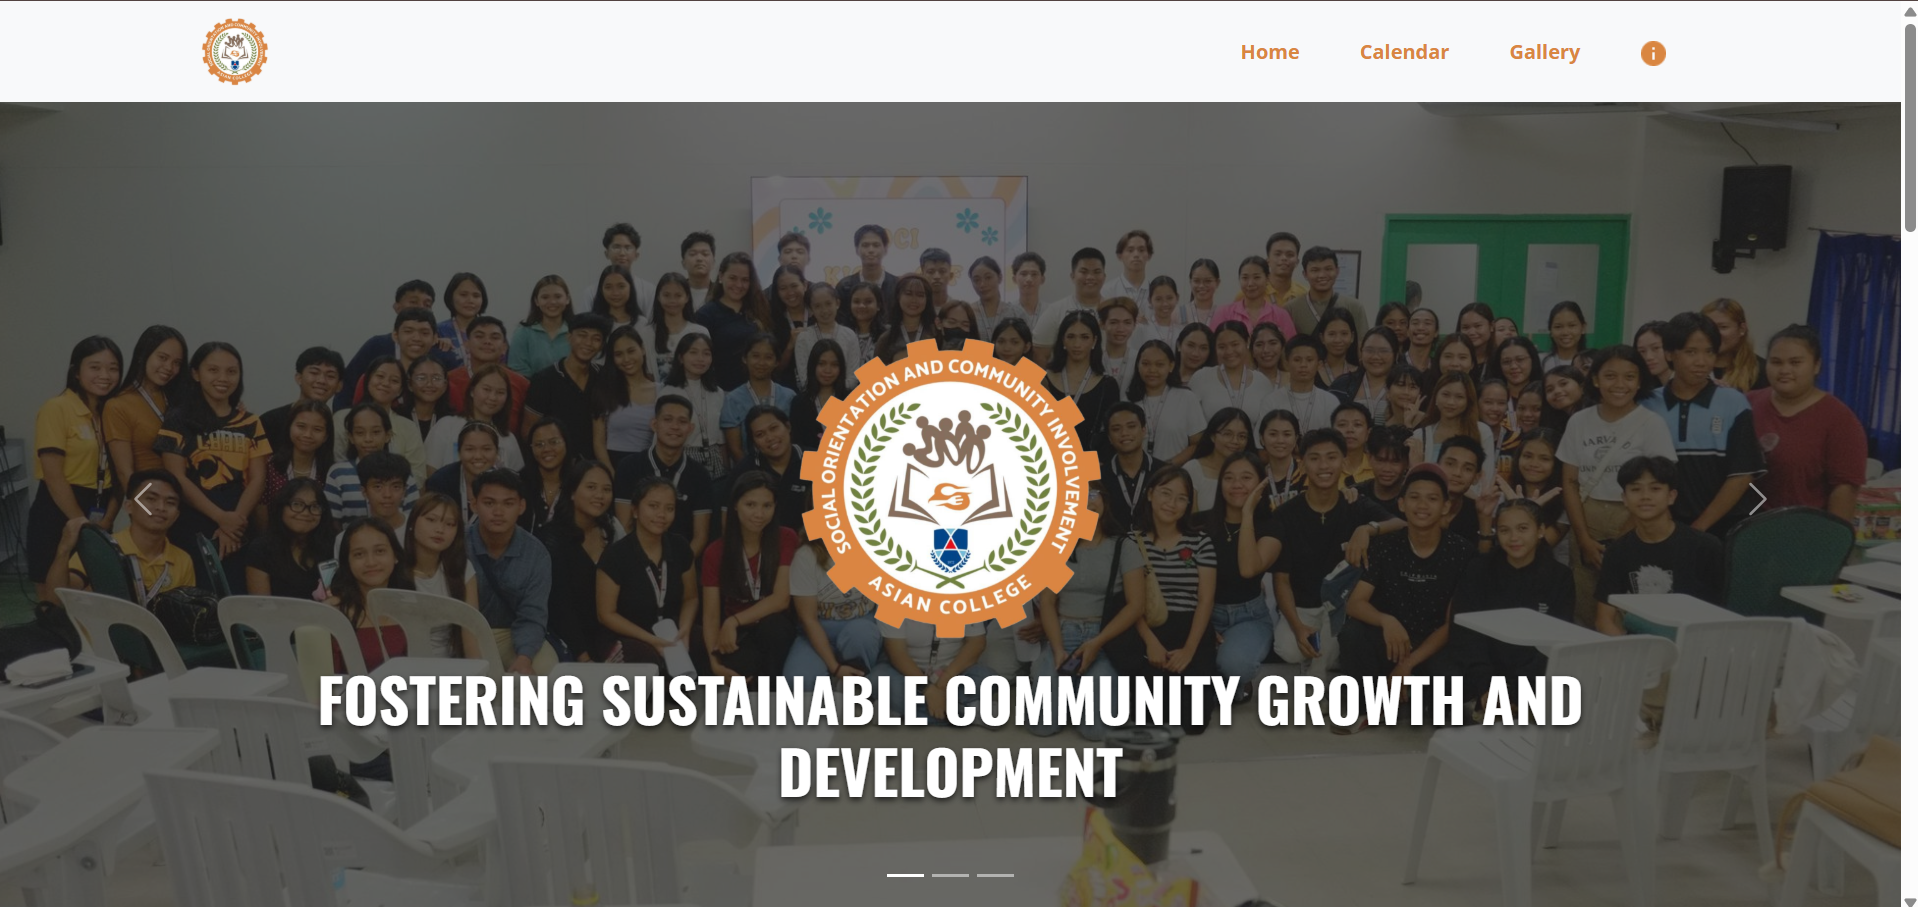 Home
Calendar
Gallery
SOCIAL ORIENTATION AND COMMUNITY INVOLVEMENT
ASIAN COLLEGE
FOSTERING SUSTAINABLE COMMUNITY GROWTH AND
DEVELOPMENT